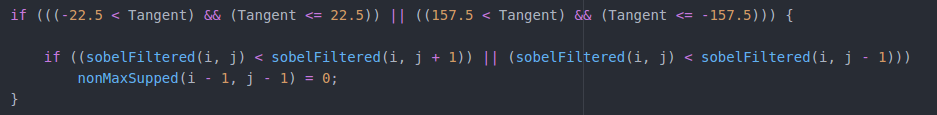 if (((-22.5 < Tangent) && (Tangent <= 22.5)) || ((157.5 < Tangent) && (Tangent <= -157.5))) {
if ((sobelFiltered(i, j) < sobelFiltered(i, j + 1)) || (sobelFiltered(i, j) < sobelFiltered(i, j - 1)))
nonMaxSupped(i - 1, j - 1) = 0;
}